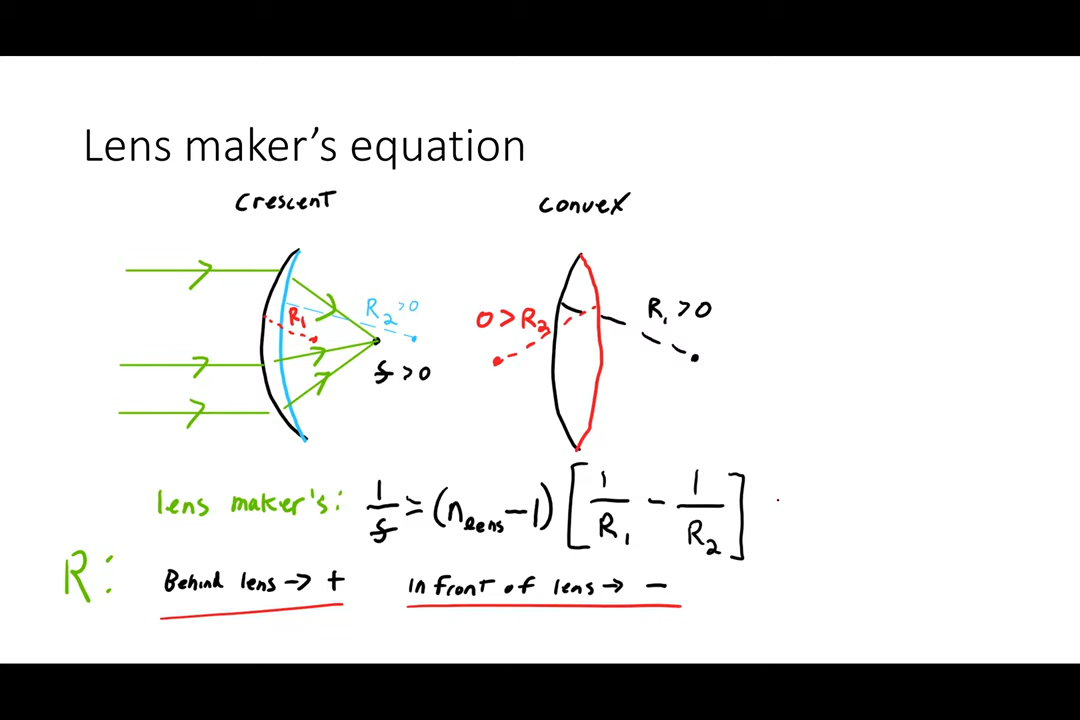 Lens maker's equation
Crescent
convex
R₁
R₂ >0
f >0
0 > R₂
R₁ > 0
lens maker's: 1/f = (n_lens - 1) [1/R₁ - 1/R₂]
R: Behind lens → + in front of lens → -